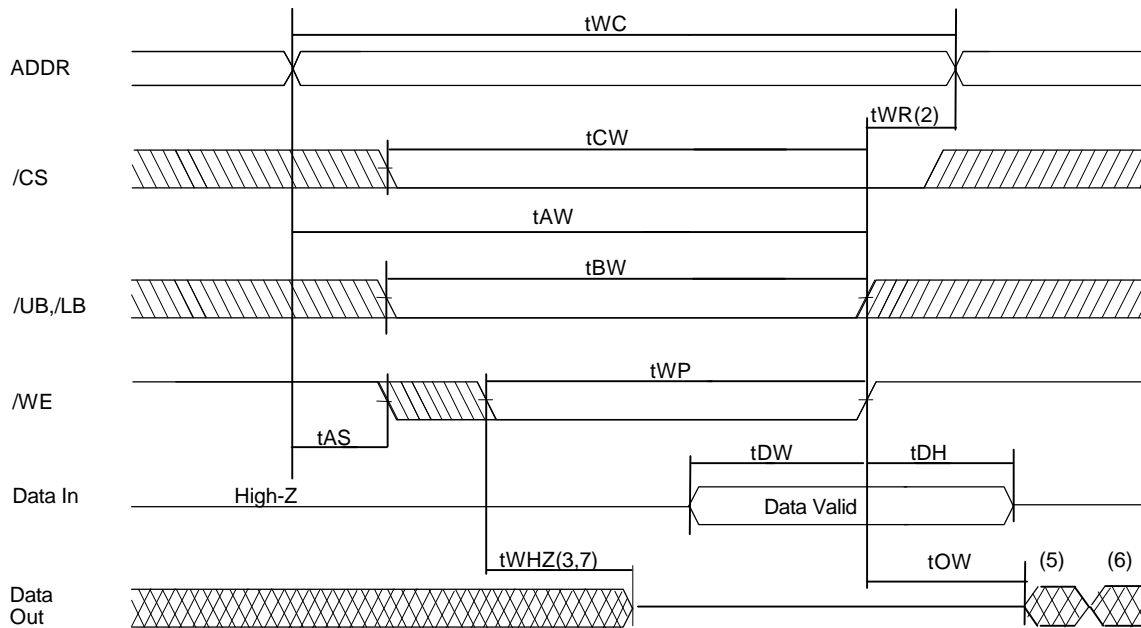 tWC
ADDR
tWR(2)
tCW
/CS
tAW
tBW
/UB,/LB
tWP
/WE
tAS
tDW
tDH
Data In
High-Z
Data Valid
tWHZ(3,7)
tOW
(5)
(6)
Data
Out